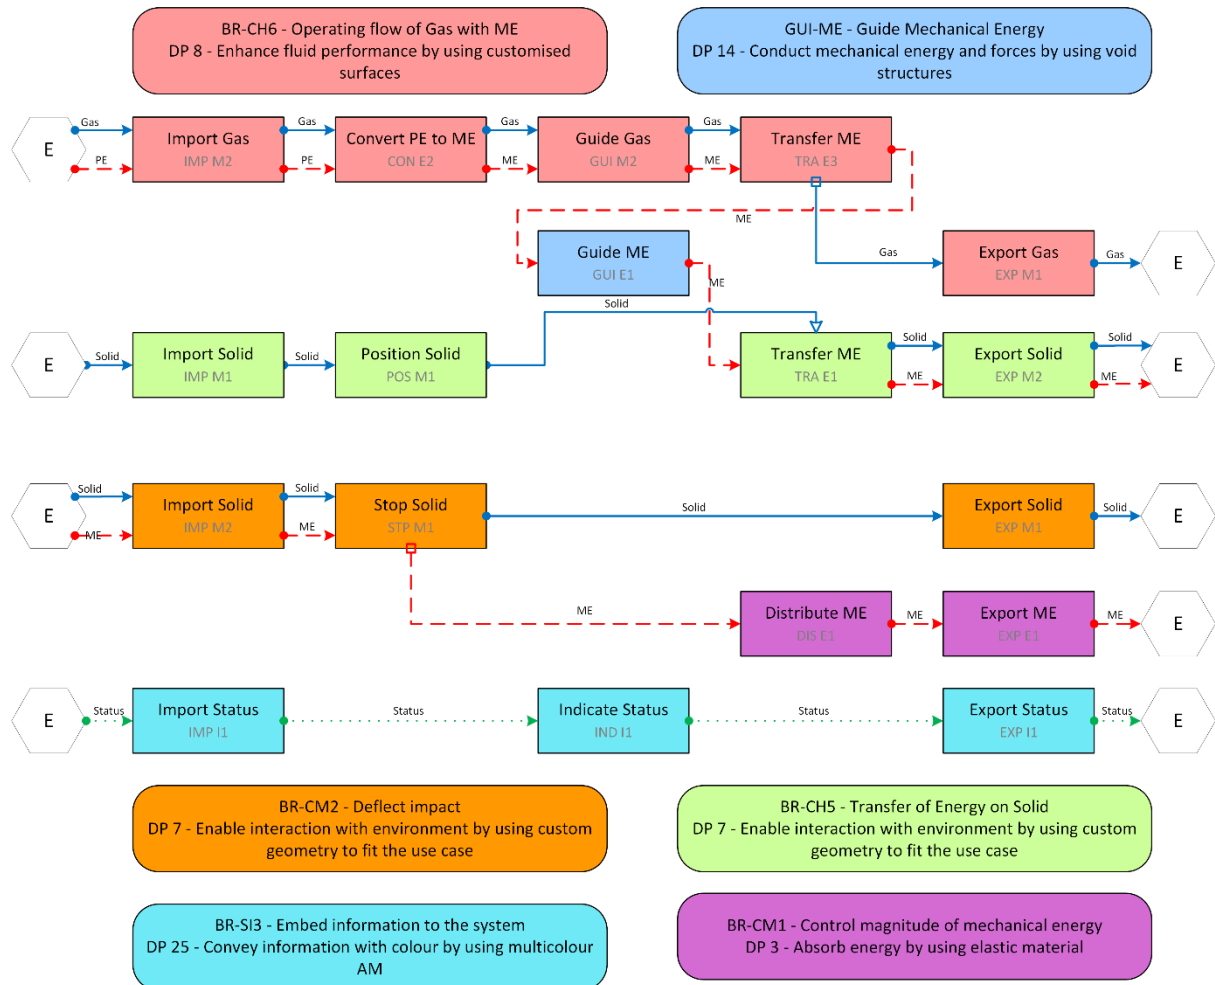 BR-CH6 - Operating flow of Gas with ME
DP 8 - Enhance fluid performance by using customised
surfaces
GUI-ME - Guide Mechanical Energy
DP 14 - Conduct mechanical energy and forces by using void
structures
E
Gas
PE
Import Gas
IMP M2
Gas
PE
Convert PE to ME
CON E2
Gas
ME
Guide Gas
GUI M2
Gas
ME
Transfer ME
TRA E3
ME
Guide ME
GUI E1
ME
Gas
Export Gas
EXP M1
Gas
E
E
Solid
Import Solid
IMP M1
Solid
Position Solid
POS M1
Solid
Transfer ME
TRA E1
Solid
ME
Export Solid
EXP M2
Solid
ME
E
E
Solid
ME
Import Solid
IMP M2
Solid
ME
Stop Solid
STP M1
Solid
Export Solid
EXP M1
Solid
E
ME
Distribute ME
DIS E1
ME
Export ME
EXP E1
ME
E
E
Status
Import Status
IMP I1
Status
Indicate Status
IND I1
Status
Export Status
EXP I1
Status
E
BR-CM2 - Deflect impact
DP 7 - Enable interaction with environment by using custom
geometry to fit the use case
BR-CH5 - Transfer of Energy on Solid
DP 7 - Enable interaction with environment by using custom
geometry to fit the use case
BR-SI3 - Embed information to the system
DP 25 - Convey information with colour by using multicolour
AM
BR-CM1 - Control magnitude of mechanical energy
DP 3 - Absorb energy by using elastic material